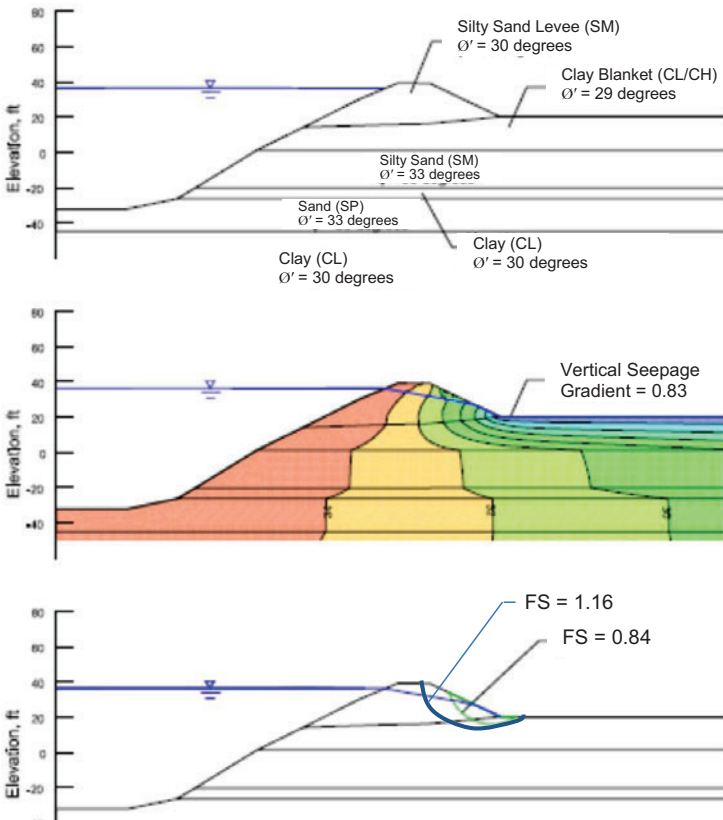 80
60
40
20
0
-20
-40
Elevation, ft
Silty Sand Levee (SM)
Ø′ = 30 degrees
Clay Blanket (CL/CH)
Ø′ = 29 degrees
Silty Sand (SM)
Ø′ = 33 degrees
Sand (SP)
Ø′ = 33 degrees
Clay (CL)
Ø′ = 30 degrees
Clay (CL)
Ø′ = 30 degrees
80
60
40
20
0
-20
-40
Elevation, ft
Vertical Seepage
Gradient = 0.83
80
60
40
20
0
-20
Elevation, ft
FS = 1.16
FS = 0.84